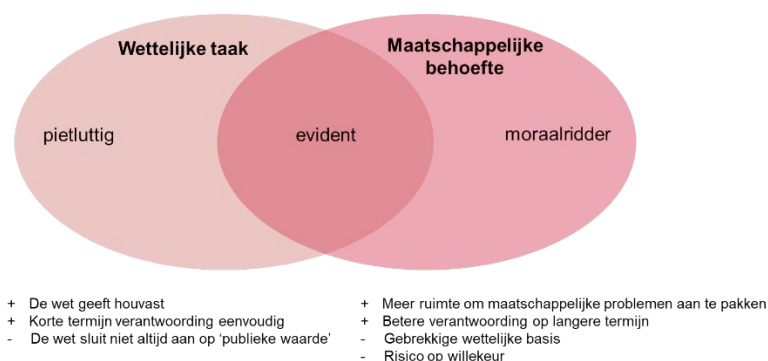 Wettelijke taak
Maatschappelijke
behoefte
pietluttig
evident
moraalridder
+ De wet geeft houvast
+ Korte termijn verantwoording eenvoudig
- De wet sluit niet altijd aan op ‘publieke waarde’
+ Meer ruimte om maatschappelijke problemen aan te pakken
+ Betere verantwoording op langere termijn
- Gebrekkige wettelijke basis
- Risico op willekeur